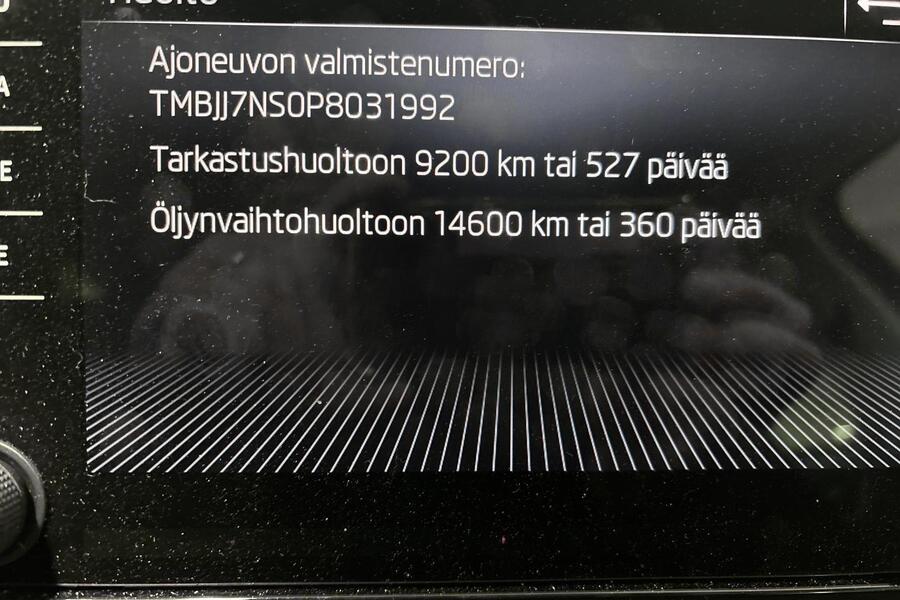 Ajoneuvon valmistenumero:
TMBJJ7NS0P8031992
Tarkastushuoltoon 9200 km tai 527 päivää
Öljynvaihtohuoltoon 14600 km tai 360 päivää